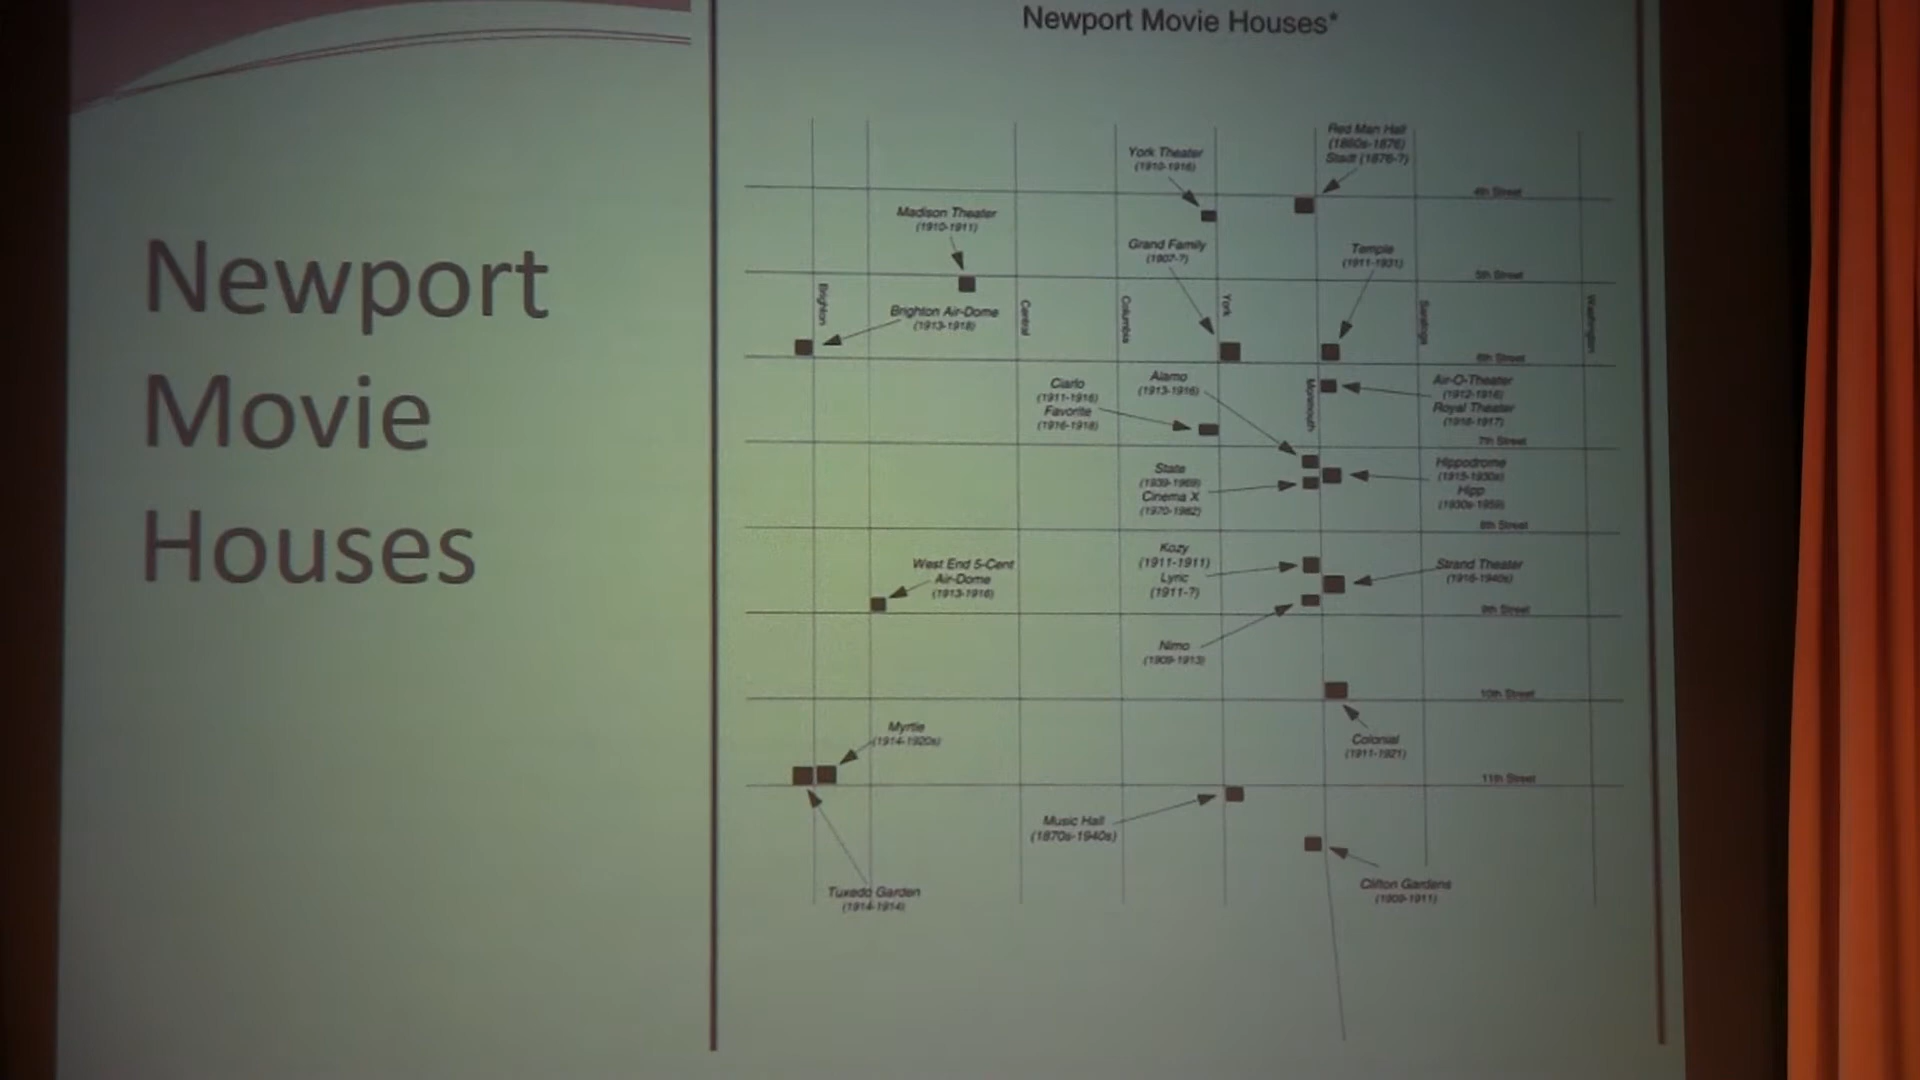 Newport
Movie
Houses
Newport Movie Houses*
Red Man Hall
(1860s-1876)
Stadt (1876-?)
York Theater
(1910-1916)
4th Street
Madison Theater
(1910-1911)
Grand Family
(1907-?)
Temple
(1911-1931)
5th Street
Brighton
Central
Columbia
York
Monmouth
Saratoga
Washington
Brighton Air-Dome
(1913-1918)
6th Street
Ciarlo
(1911-1916)
Favorite
(1916-1918)
Alamo
(1913-1916)
Air-O-Theater
(1912-1916)
Royal Theater
(1916-1917)
7th Street
State
(1939-1969)
Cinema X
(1970-1982)
Hippodrome
(1915-1930s)
Hipp
(1930s-1959)
8th Street
West End 5-Cent
Air-Dome
(1913-1916)
Kozy
(1911-1911)
Lyric
(1911-?)
Strand Theater
(1916-1940s)
9th Street
Nimo
(1909-1913)
10th Street
Myrtle
(1914-1920s)
Colonial
(1911-1921)
11th Street
Music Hall
(1870s-1940s)
Tuxedo Garden
(1914-1914)
Clifton Gardens
(1909-1911)